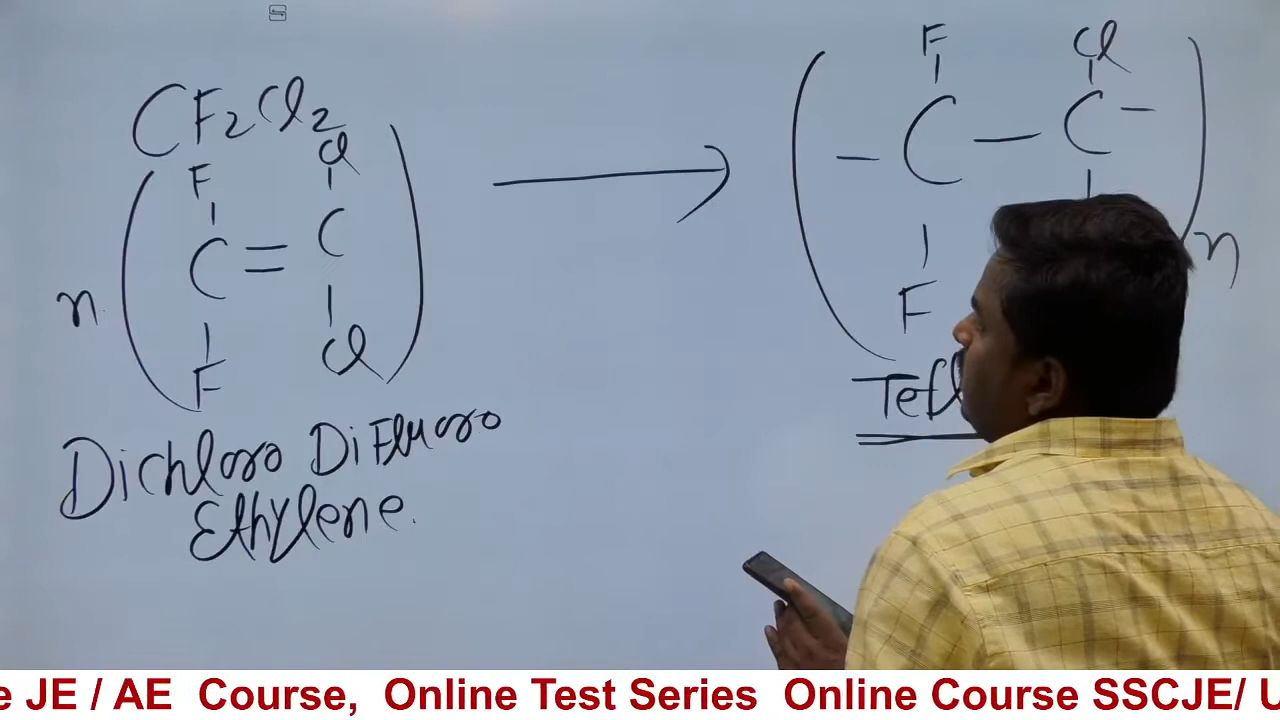 CF2Cl2
F Cl
n ( C = C )
F Cl
Dichloro DiFluoro
Ethylene.
F Cl
( - C - C - ) n
F
Tefl
e JE / AE Course, Online Test Series Online Course SSCJE/ U